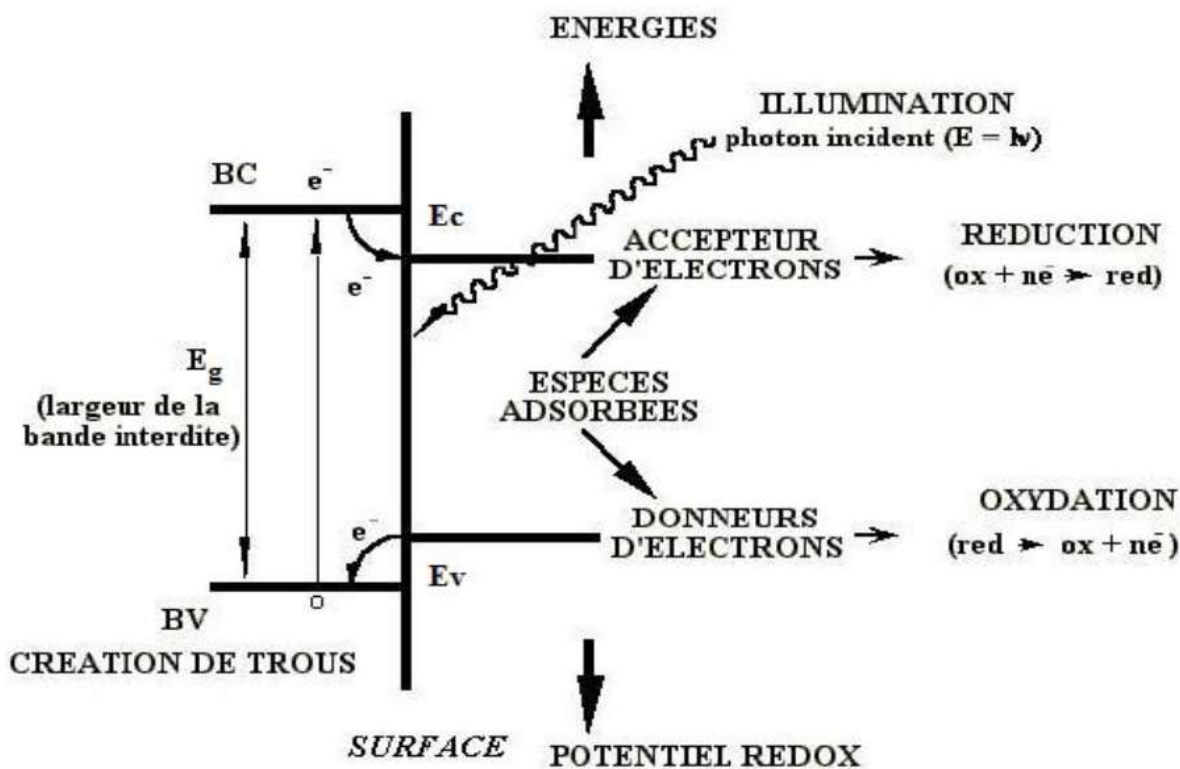 ENERGIES
ILLUMINATION
photon incident (E = hν)
BC
e⁻
Ec
e⁻
ACCEPTEUR
D'ELECTRONS
REDUCTION
(ox + ne⁻ ➤ red)
Eg
(largeur de la
bande interdite)
ESPECES
ADSORBEES
OXYDATION
(red ➤ ox + ne⁻)
e⁻
DONNEURS
D'ELECTRONS
Ev
BV
CREATION DE TROUS
SURFACE
POTENTIEL REDOX